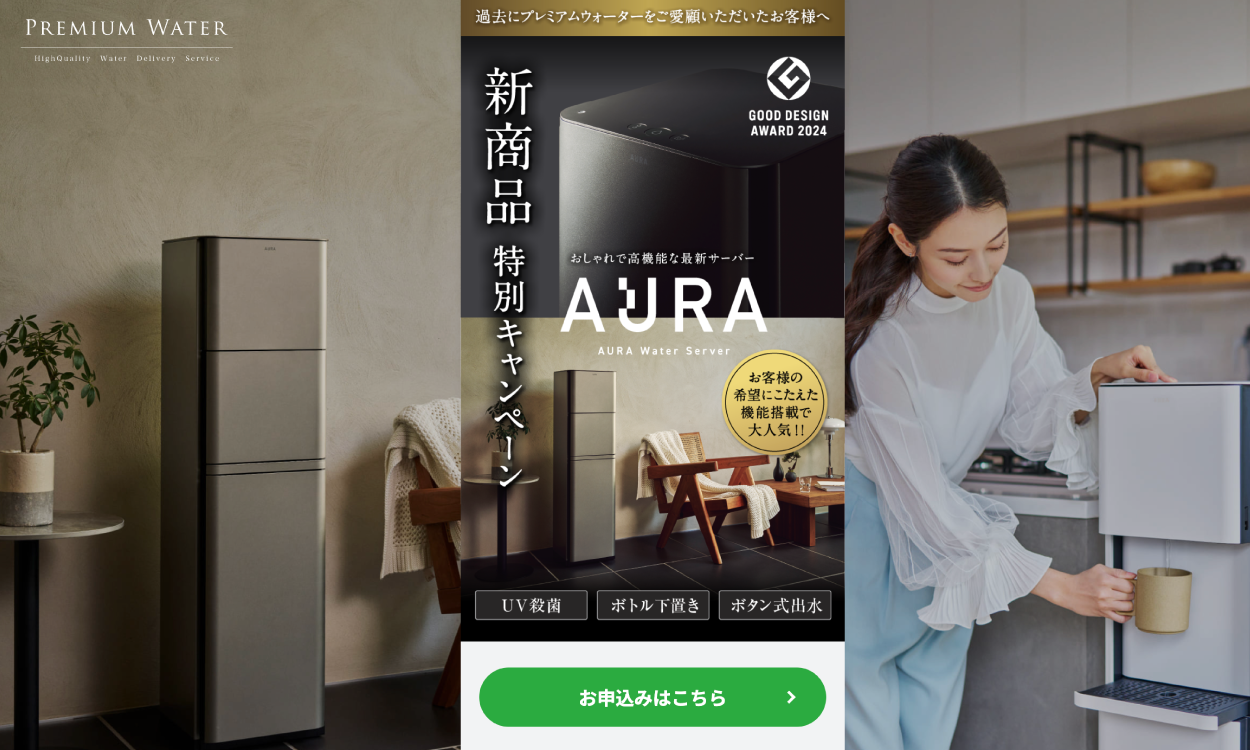 PREMIUM WATER
HighQuality Water Delivery Service
過去にプレミアムウォーターをご愛顧いただいたお客様へ
新商品 特別キャンペーン
GOOD DESIGN
AWARD 2024
おしゃれで高機能な最新サーバー
AURA
AURA Water Server
お客様の
希望にこたえた
機能搭載で
大人気!!
UV殺菌
ボトル下置き
ボタン式出水
お申込みはこちら